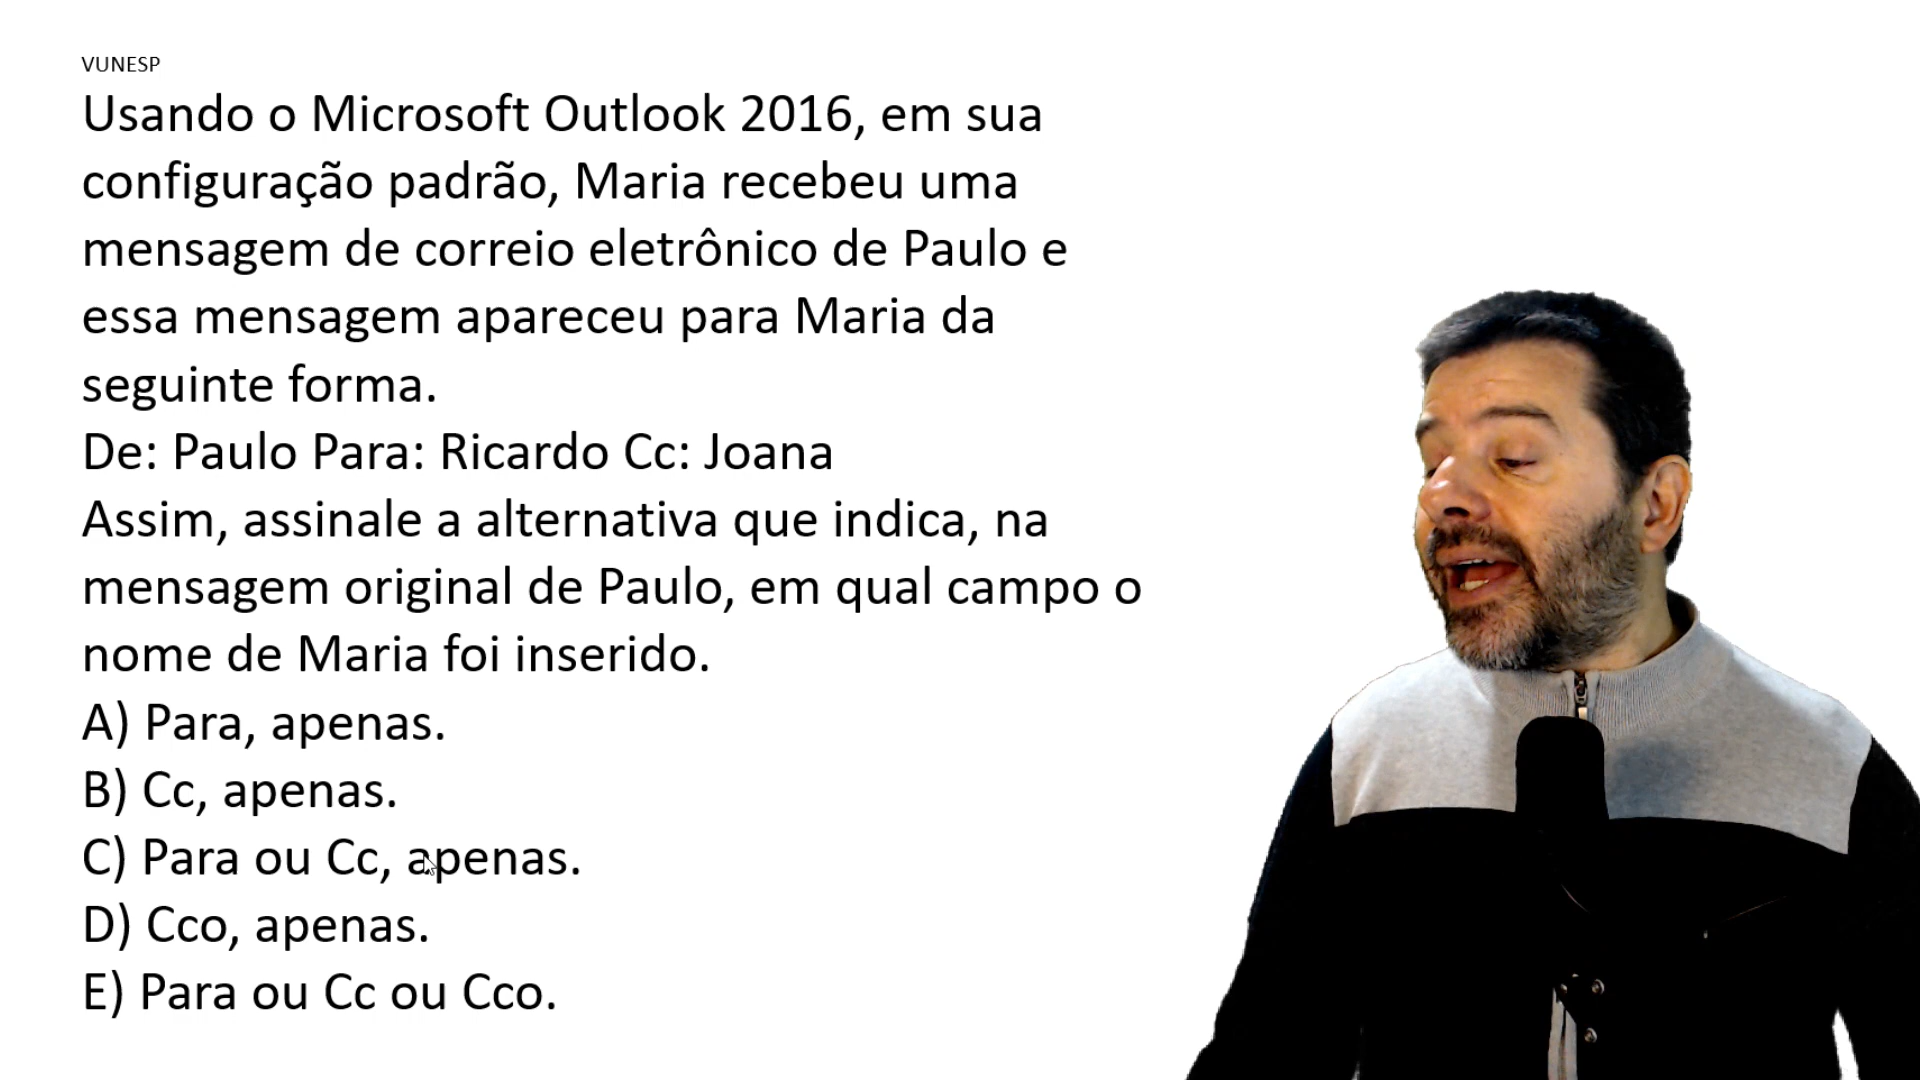 VUNESP
Usando o Microsoft Outlook 2016, em sua
configuração padrão, Maria recebeu uma
mensagem de correio eletrônico de Paulo e
essa mensagem apareceu para Maria da
seguinte forma.
De: Paulo Para: Ricardo Cc: Joana
Assim, assinale a alternativa que indica, na
mensagem original de Paulo, em qual campo o
nome de Maria foi inserido.
A) Para, apenas.
B) Cc, apenas.
C) Para ou Cc, apenas.
D) Cco, apenas.
E) Para ou Cc ou Cco.